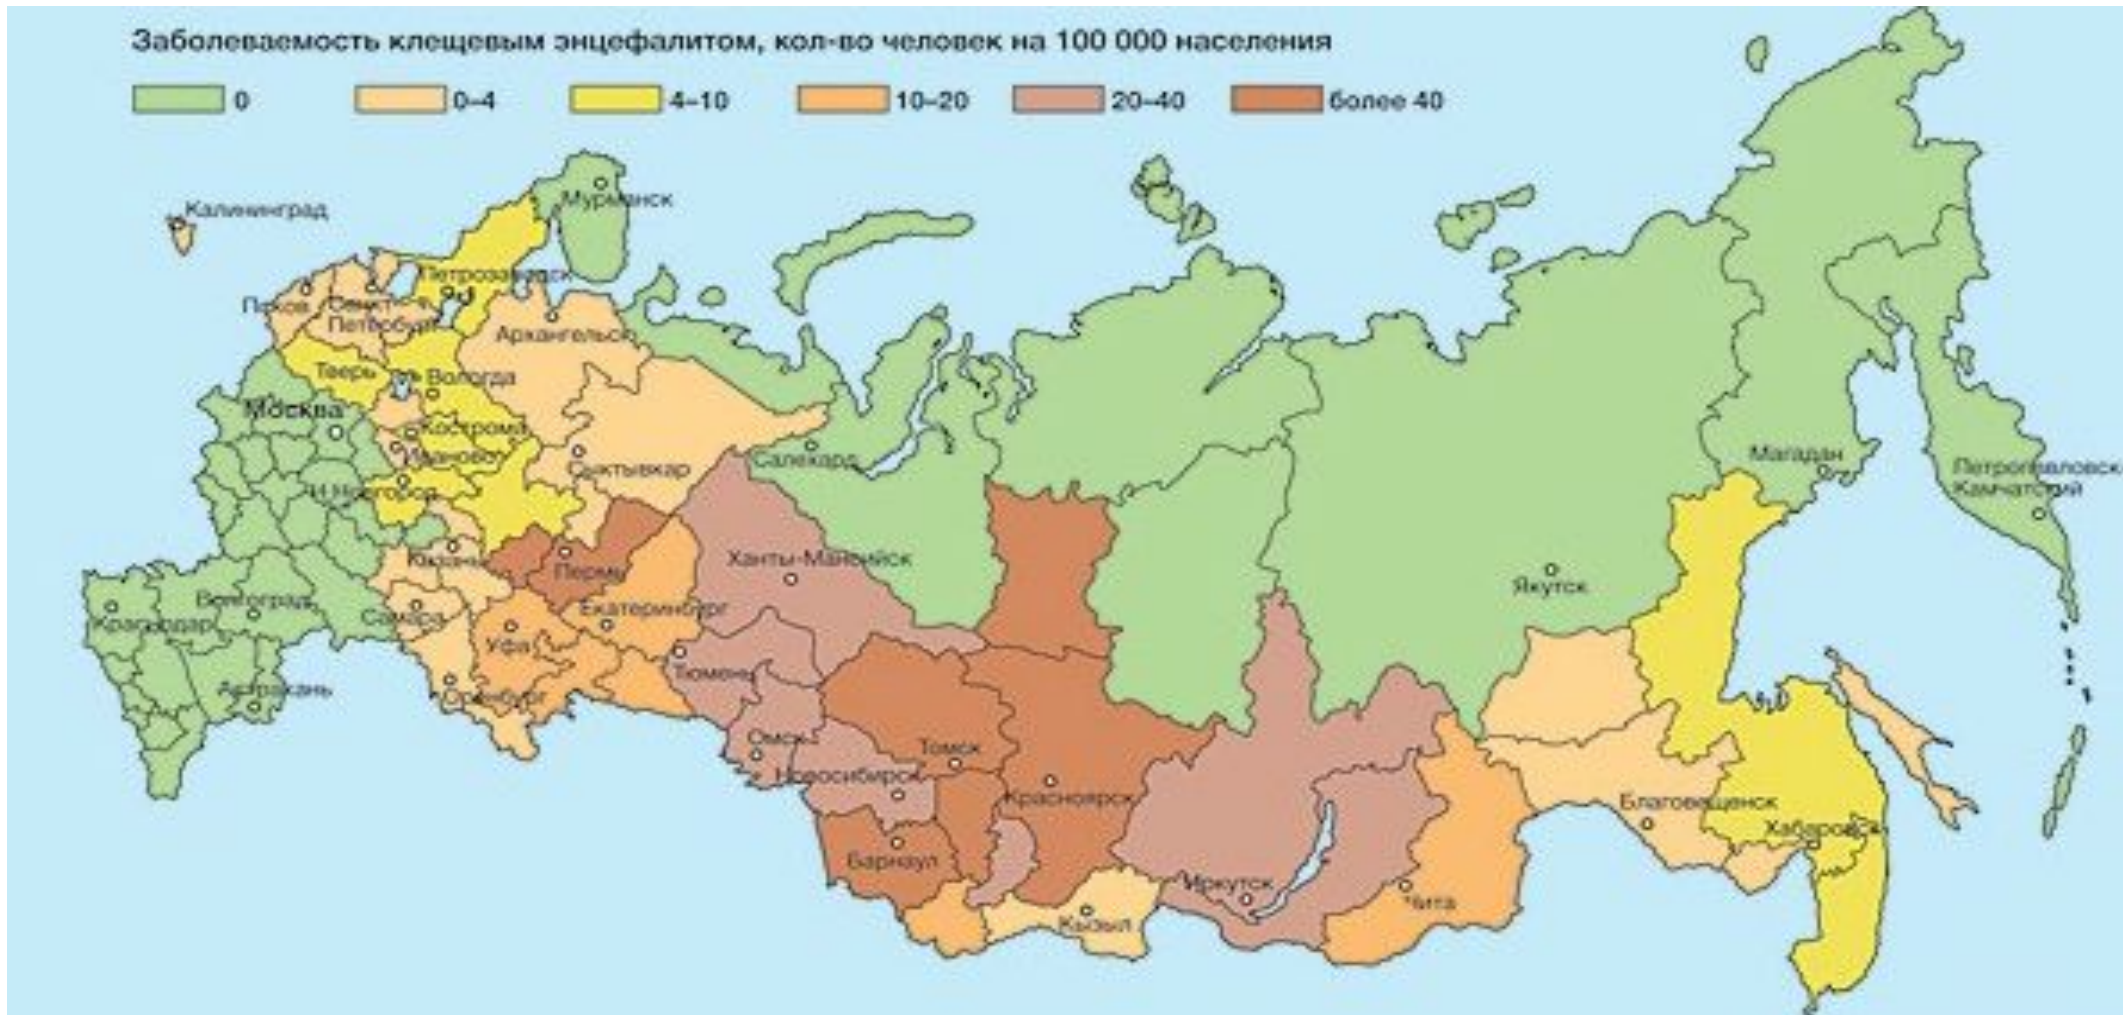 Заболеваемость клещевым энцефалитом, кол-во человек на 100 000 населения
0 0–4 4–10 10–20 20–40 более 40
Мурманск
Калининград
Петрозаводск
Псков
Санкт-
Петербург
Архангельск
Тверь
Вологда
Москва
Кострома
Иваново
Сыктывкар
Салехард
Магадан
Петропавловск-
Камчатский
Н.Новгород
Казань
Пермь
Ханты-Мансийск
Якутск
Волгоград
Краснодар
Самара
Екатеринбург
Уфа
Тюмень
Астрахань
Оренбург
Омск
Томск
Новосибирск
Красноярск
Благовещенск
Хабаровск
Барнаул
Иркутск
Чита
Кызыл